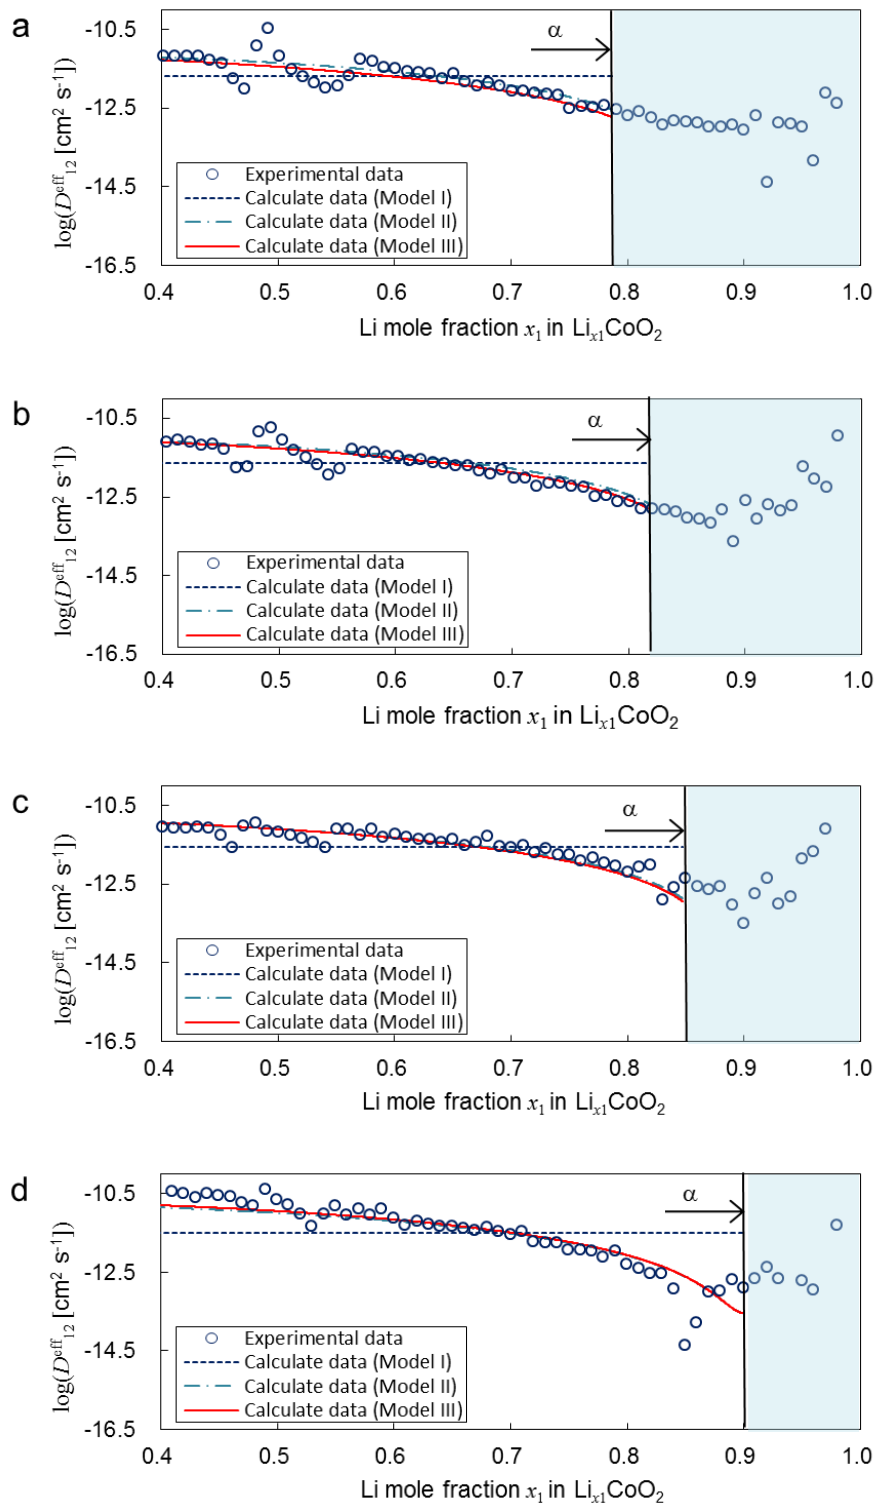 a
α
-10.5
-12.5
-14.5
-16.5
log(D^eff_12 [cm² s⁻¹])
Experimental data
Calculate data (Model I)
Calculate data (Model II)
Calculate data (Model III)
0.4 0.5 0.6 0.7 0.8 0.9 1.0
Li mole fraction x₁ in Liₓ₁CoO₂
b
α
-10.5
-12.5
-14.5
-16.5
log(D^eff_12 [cm² s⁻¹])
Experimental data
Calculate data (Model I)
Calculate data (Model II)
Calculate data (Model III)
0.4 0.5 0.6 0.7 0.8 0.9 1.0
Li mole fraction x₁ in Liₓ₁CoO₂
c
α
-10.5
-12.5
-14.5
-16.5
log(D^eff_12 [cm² s⁻¹])
Experimental data
Calculate data (Model I)
Calculate data (Model II)
Calculate data (Model III)
0.4 0.5 0.6 0.7 0.8 0.9 1.0
Li mole fraction x₁ in Liₓ₁CoO₂
d
α
-10.5
-12.5
-14.5
-16.5
log(D^eff_12 [cm² s⁻¹])
Experimental data
Calculate data (Model I)
Calculate data (Model II)
Calculate data (Model III)
0.4 0.5 0.6 0.7 0.8 0.9 1.0
Li mole fraction x₁ in Liₓ₁CoO₂